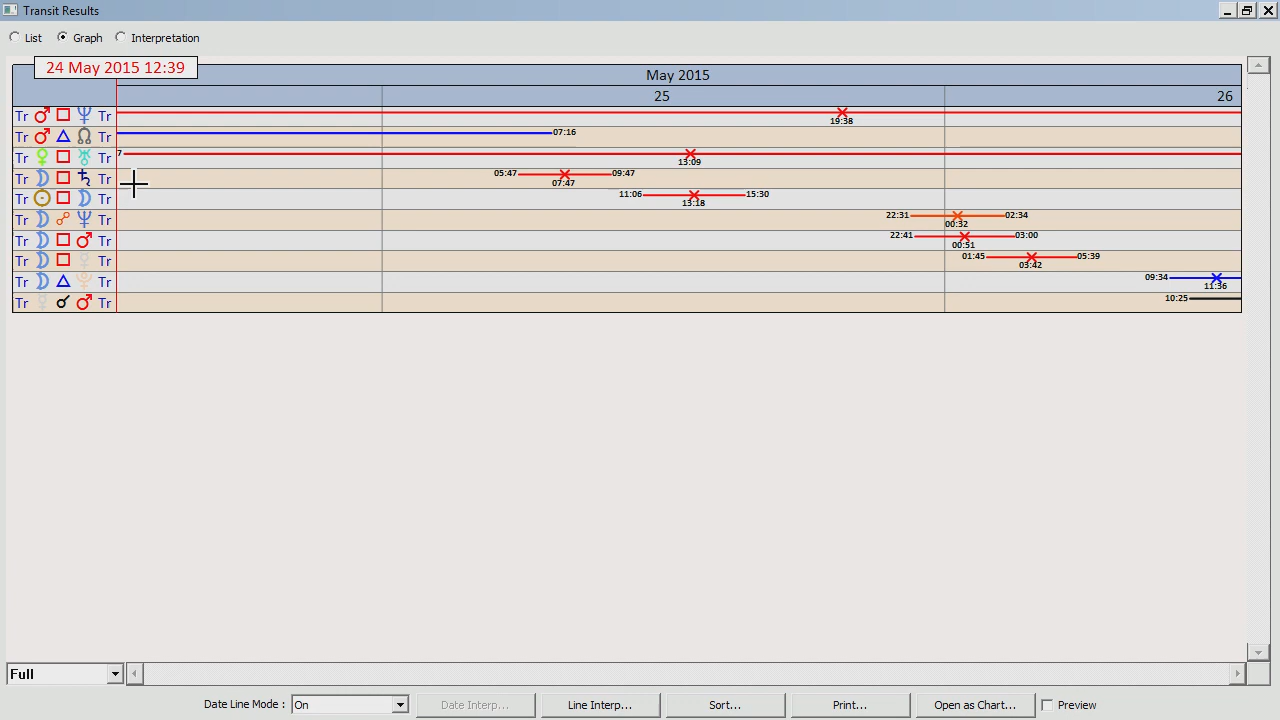 Transit Results
List Graph Interpretation
24 May 2015 12:39
May 2015
25 26
Tr ♂ □ ♆ Tr 19:38
Tr ♂ △ ☊ Tr 07:16
Tr ♀ □ ♅ Tr 7 13:09
Tr ☽ □ ♄ Tr 05:47 07:47 09:47
Tr ☉ □ ☽ Tr 11:06 13:18 15:30
Tr ☽ ☍ ♆ Tr 22:31 00:32 02:34
Tr ☽ □ ♂ Tr 22:41 00:51 03:00
Tr ☽ □ ☿ Tr 01:45 03:42 05:39
Tr ☽ △ ♇ Tr 09:34 11:36
Tr ☿ ☌ ♂ Tr 10:25
Full
Date Line Mode : On Date Interp... Line Interp... Sort... Print... Open as Chart... Preview